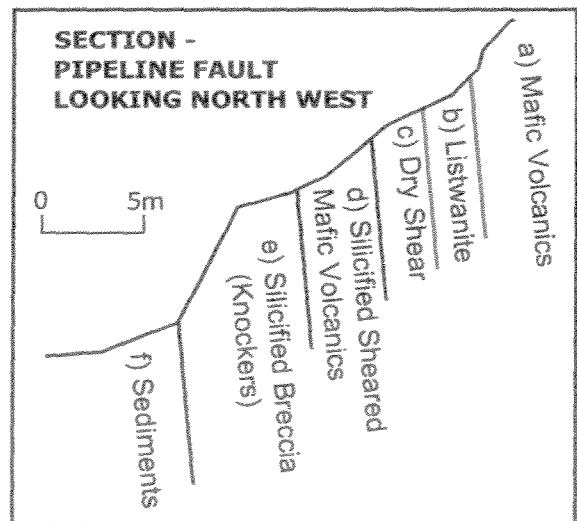 SECTION -
PIPELINE FAULT
LOOKING NORTH WEST
0 5m
a) Mafic Volcanics
b) Listwanite
c) Dry Shear
d) Silicified Sheared
Mafic Volcanics
e) Silicified Breccia
(Knockers)
f) Sediments